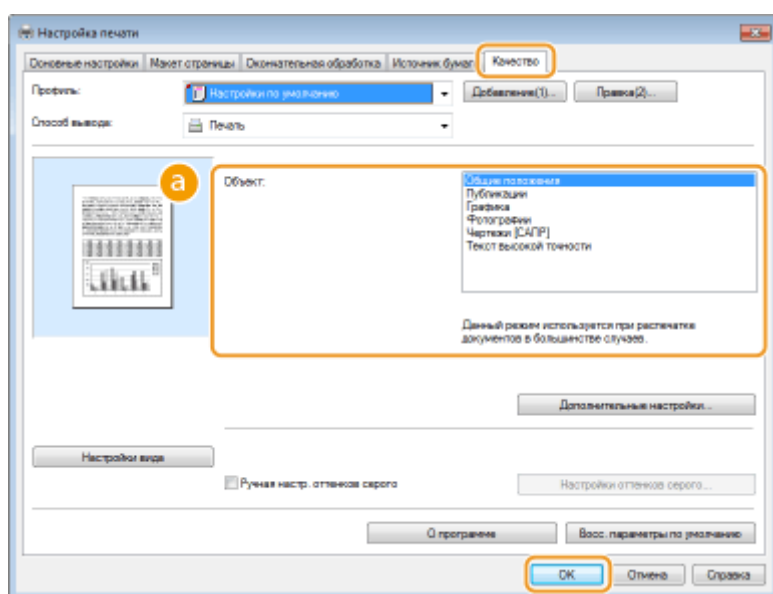 Настройка печати
Основные настройки Макет страницы Окончательная обработка Источник бумаг Качество
Профиль: Настройки по умолчанию Добавление(1)... Правка(2)...
Способ вывода: Печать
a
Объект: Общие положения
Публикации
Графика
Фотографии
Чертежи [САПР]
Текст высокой точности
Данный режим используется при распечатке
документов в большинстве случаев.
Дополнительные настройки...
Настройки вида
Ручная настр. оттенков серого Настройки оттенков серого...
О программе Восс. параметры по умолчанию
OK Отмена Справка